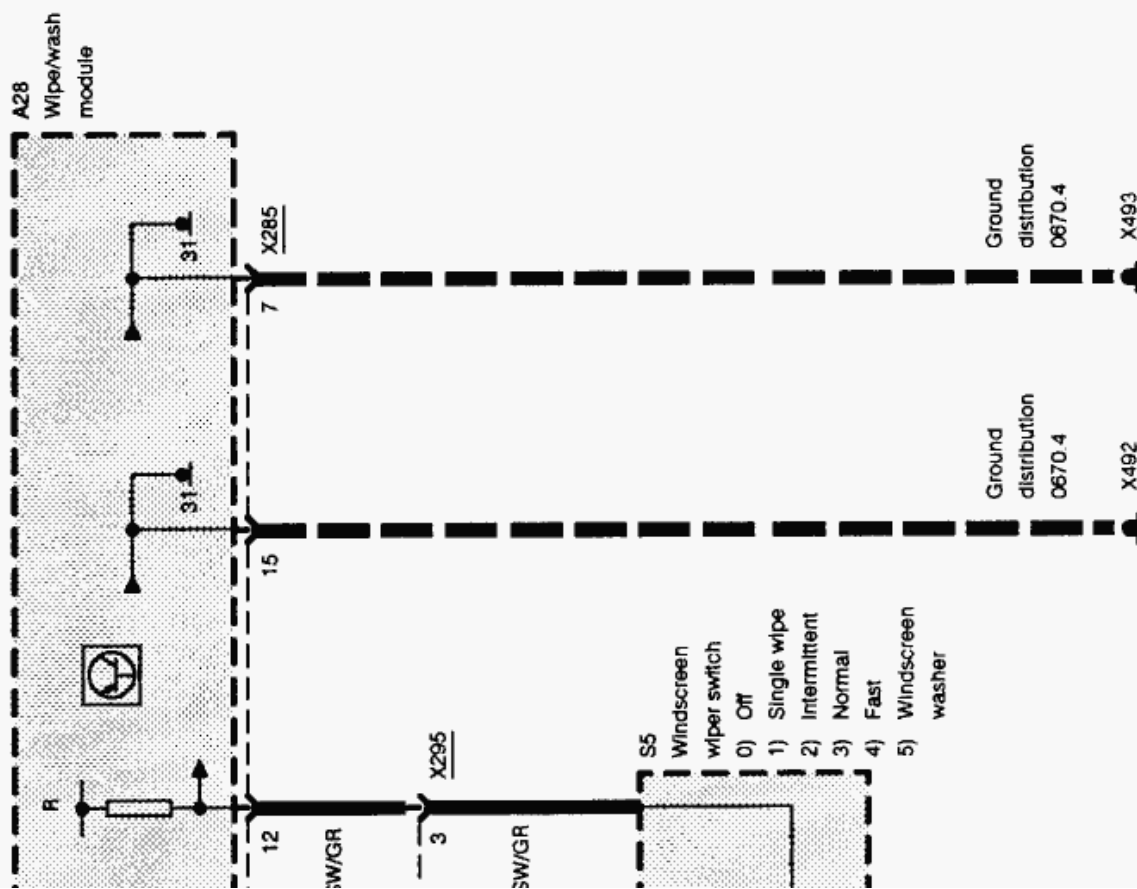 A28
Wipe/wash
module
31
X285
7
Ground
distribution
0670.4
X493
31
15
Ground
distribution
0670.4
X492
R
12
SW/GR
X295
3
SW/GR
S5
Windscreen
wiper switch
0) Off
1) Single wipe
2) Intermittent
3) Normal
4) Fast
5) Windscreen
washer